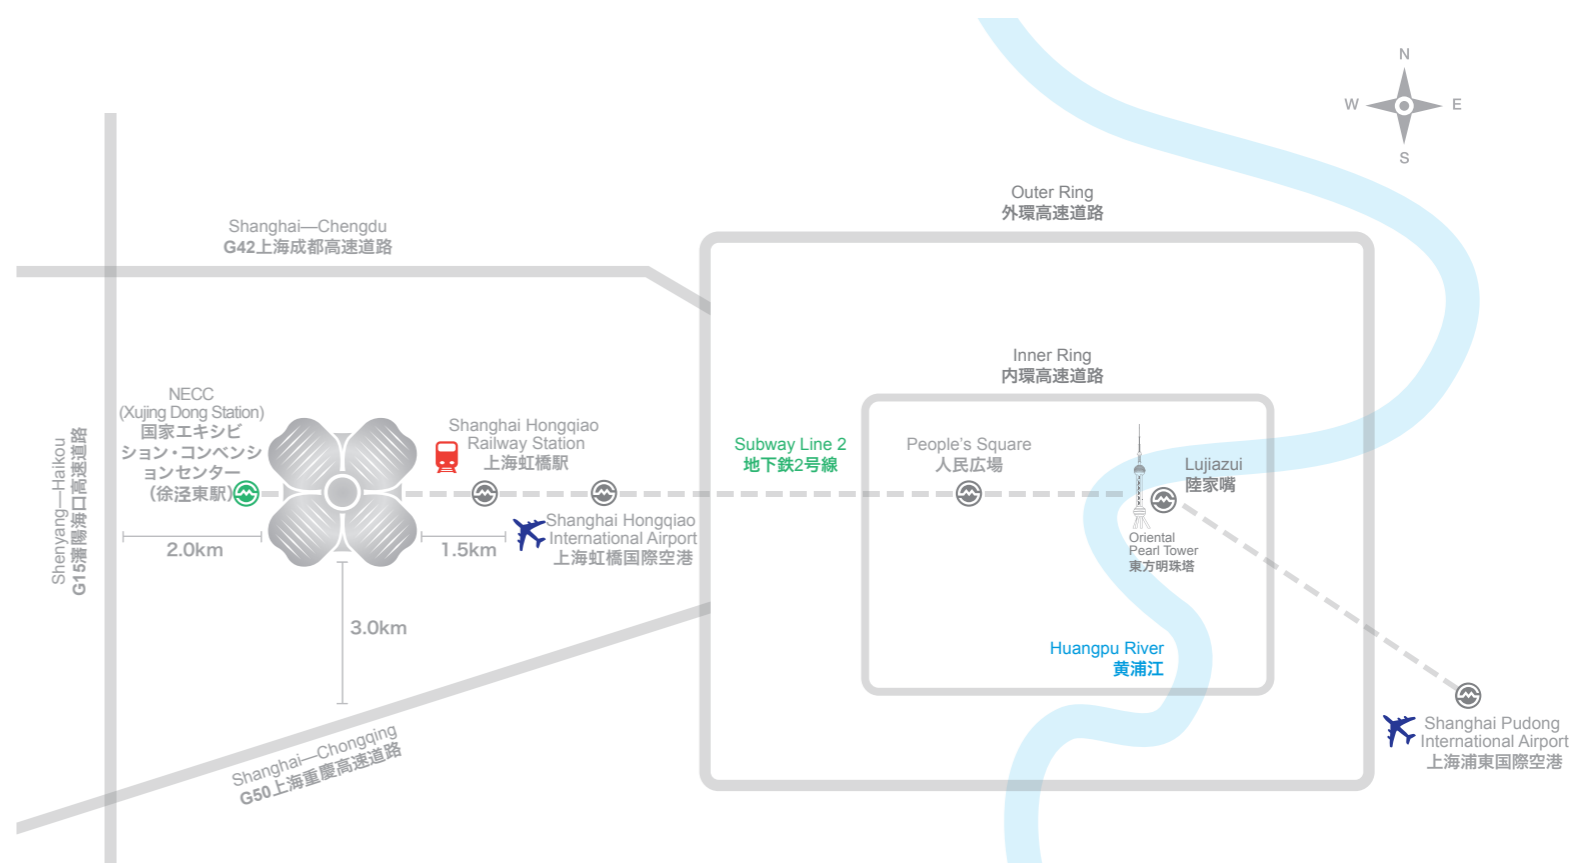 N
W
E
S
Outer Ring
外環高速道路
Shanghai—Chengdu
G42上海成都高速道路
Inner Ring
内環高速道路
NECC
(Xujing Dong Station)
国家エキシビ
ション・コンベンシ
ョンセンター
（徐泾東駅）
Shanghai Hongqiao
Railway Station
上海虹橋駅
Subway Line 2
地下鉄2号線
People's Square
人民広場
Lujiazui
陸家嘴
Shenyang—Haikou
G15瀋陽海口高速道路
2.0km
1.5km
Shanghai Hongqiao
International Airport
上海虹橋国際空港
Oriental
Pearl Tower
東方明珠塔
3.0km
Huangpu River
黄浦江
Shanghai—Chongqing
G50上海重慶高速道路
Shanghai Pudong
International Airport
上海浦東国際空港